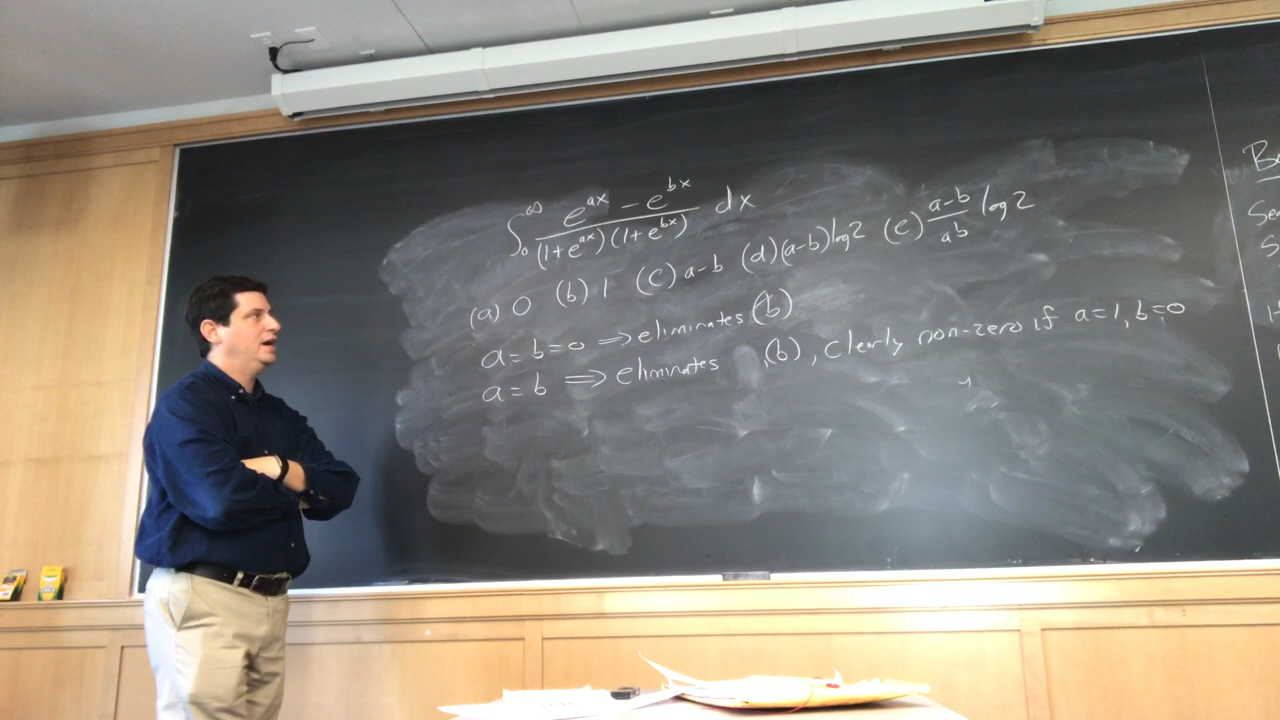 ∫₀^∞ (e^{ax} - e^{bx}) / ((1+e^{ax})(1+e^{bx})) dx
(a) 0 (b) 1 (c) a-b (d) (a-b)log2 (e) (a-b)/(ab) log2
a=b=0 ⟹ eliminates (b)
a=b ⟹ eliminates (b), clearly non-zero if a=1, b=0